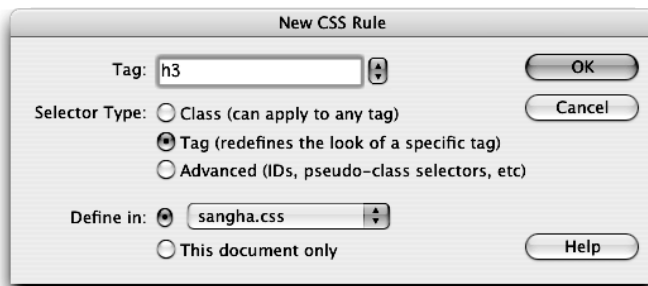 New CSS Rule
Tag: h3
OK
Selector Type: Class (can apply to any tag)
Cancel
Tag (redefines the look of a specific tag)
Advanced (IDs, pseudo-class selectors, etc)
Define in: sangha.css
This document only
Help